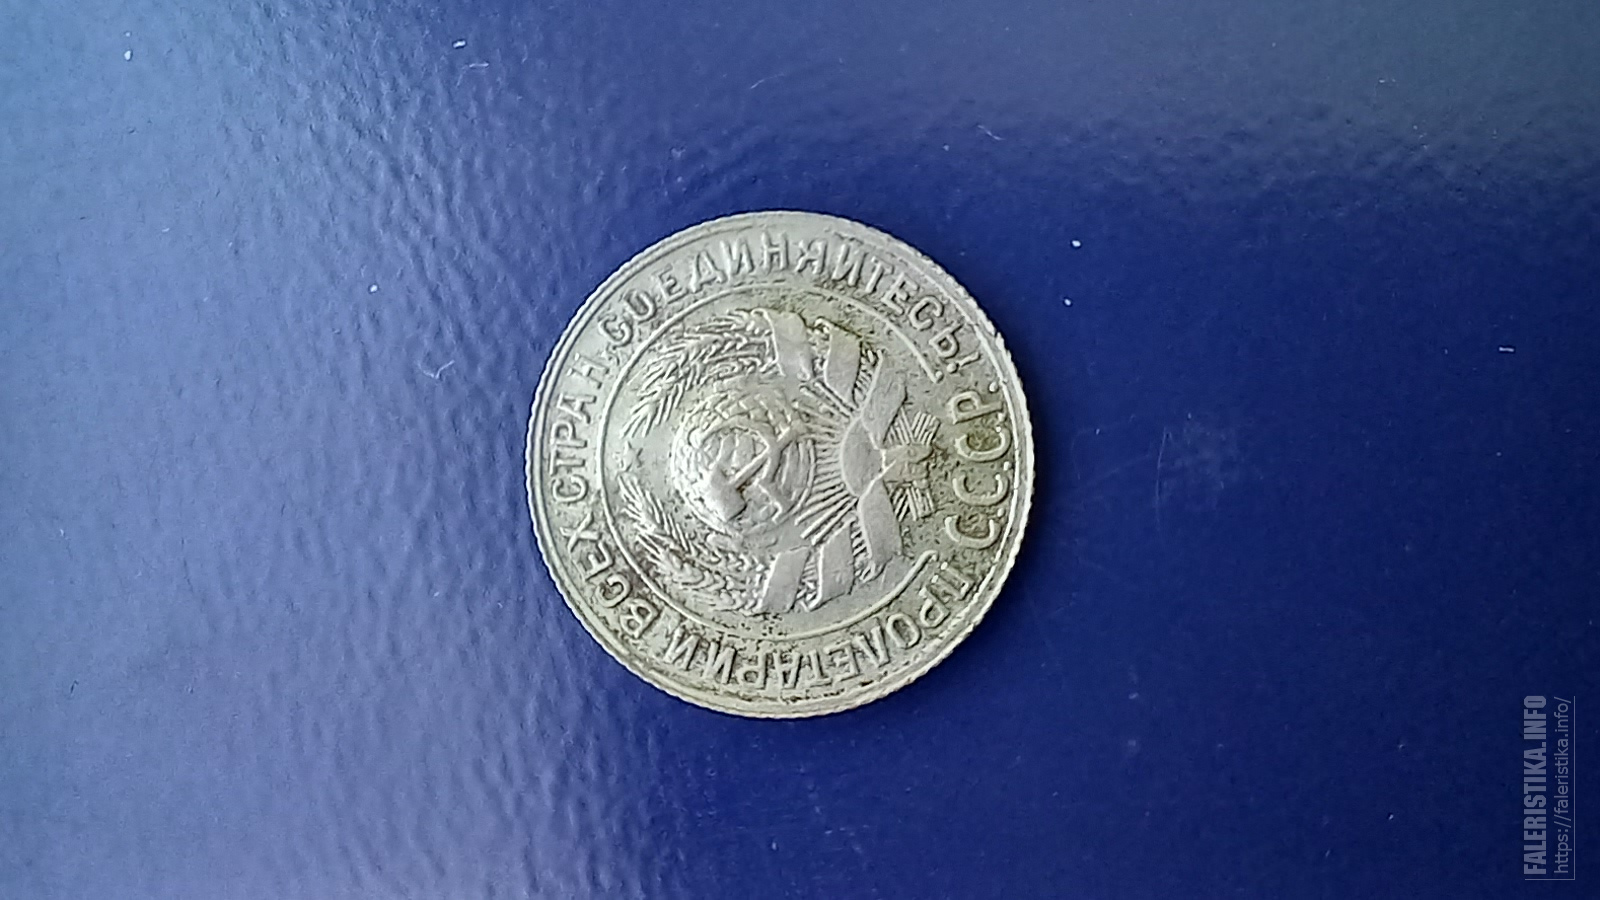 ПРОЛЕТАРИИ ВСЕХ СТРАН, СОЕДИНЯЙТЕСЬ!
С.С.С.Р.
FALERISTIKA.INFO
https://faleristika.info/